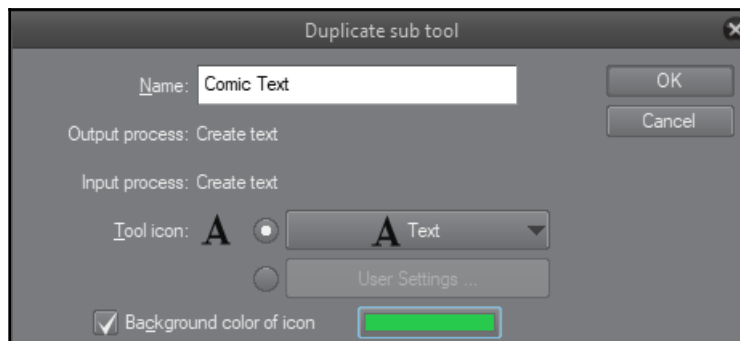 Duplicate sub tool
Name: Comic Text
OK
Cancel
Output process: Create text
Input process: Create text
Tool icon: A A Text
User Settings ...
Background color of icon